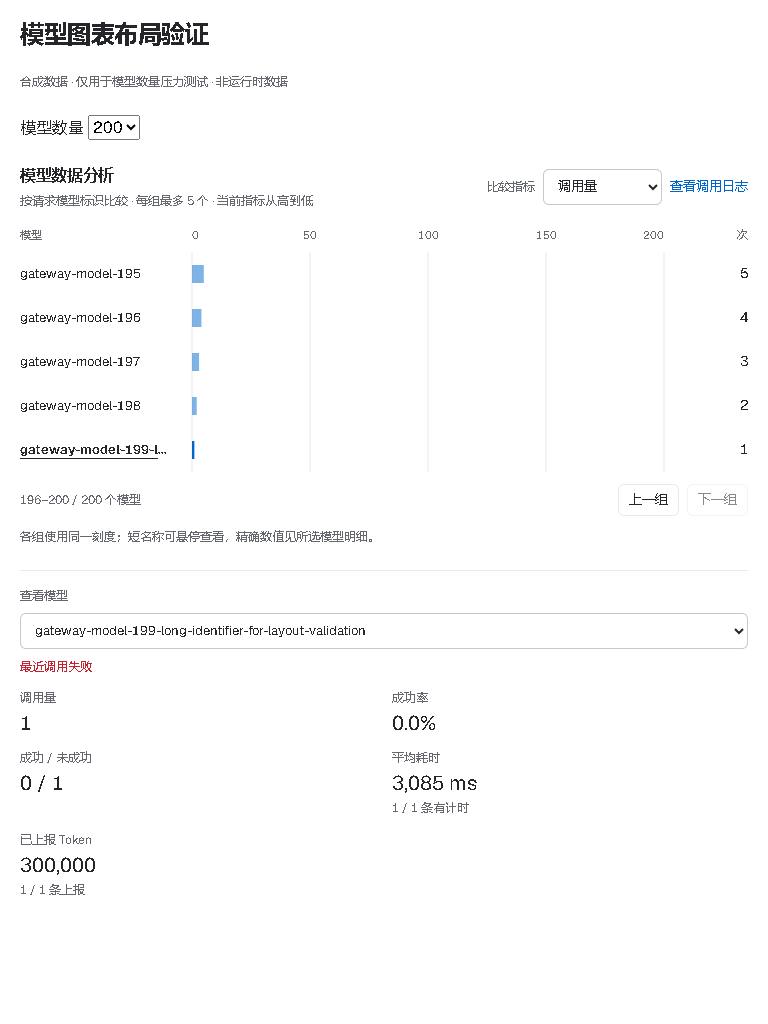 模型图表布局验证
合成数据 · 仅用于模型数量压力测试 · 非运行时数据
模型数量 200
模型数据分析
按请求模型标识比较 · 每组最多 5 个 · 当前指标从高到低
比较指标 调用量 查看调用日志
模型 0 50 100 150 200 次
gateway-model-195 5
gateway-model-196 4
gateway-model-197 3
gateway-model-198 2
gateway-model-199-l... 1
196–200 / 200 个模型 上一组 下一组
各组使用同一刻度；短名称可悬停查看，精确数值见所选模型明细。
查看模型
gateway-model-199-long-identifier-for-layout-validation
最近调用失败
调用量 成功率
1 0.0%
成功 / 未成功 平均耗时
0 / 1 3,085 ms
1 / 1 条有计时
已上报 Token
300,000
1 / 1 条上报